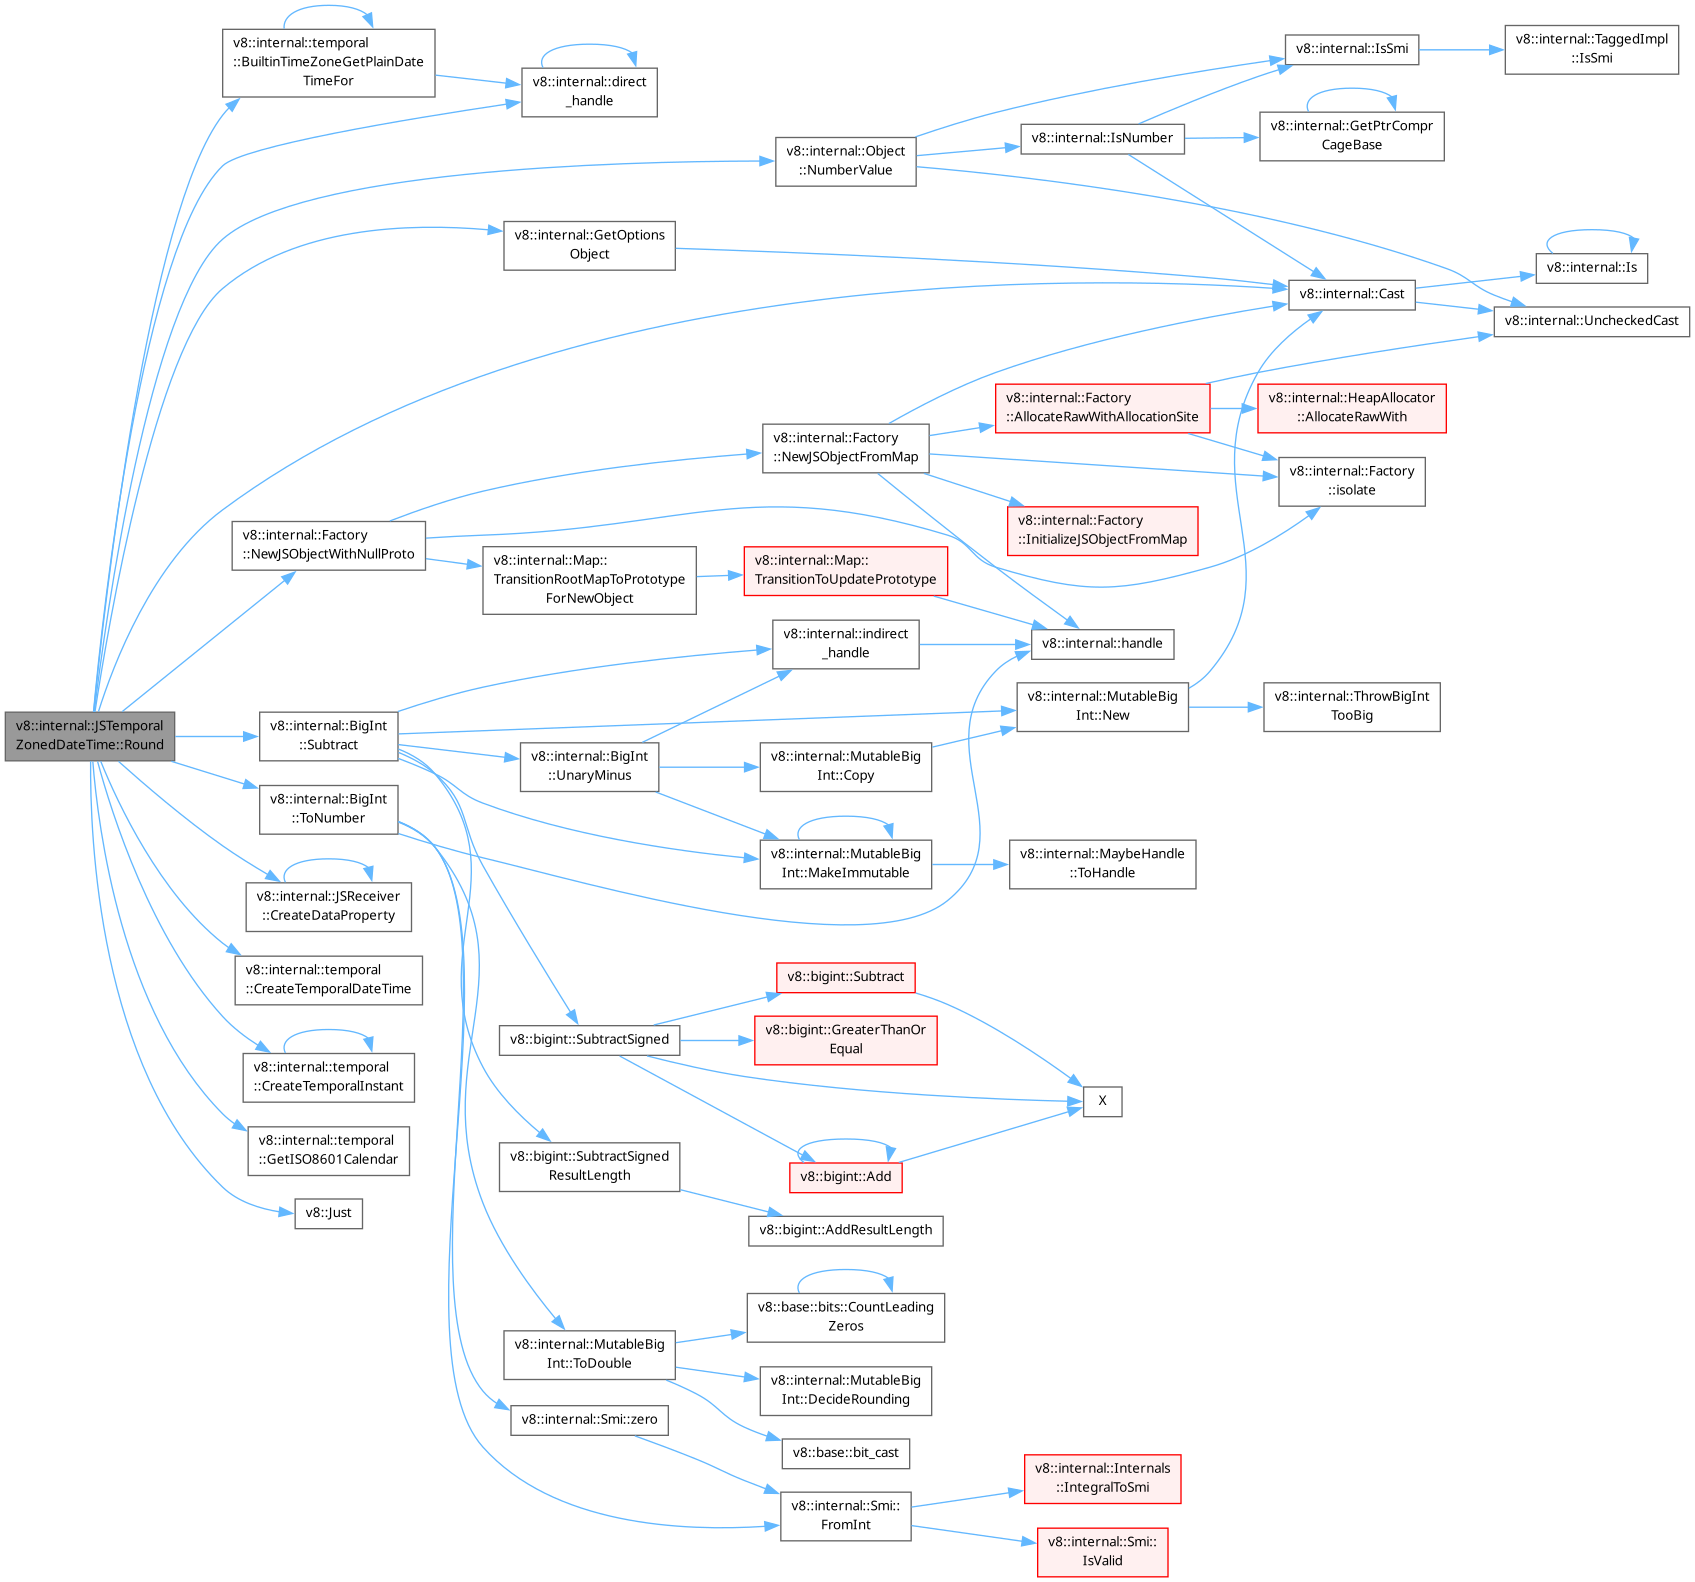 v8::internal::JSTemporal
ZonedDateTime::Round
v8::internal::temporal
::BuiltinTimeZoneGetPlainDate
TimeFor
v8::internal::direct
_handle
v8::internal::Object
::NumberValue
v8::internal::IsNumber
v8::internal::IsSmi
v8::internal::TaggedImpl
::IsSmi
v8::internal::GetPtrCompr
CageBase
v8::internal::GetOptions
Object
v8::internal::Cast
v8::internal::Is
v8::internal::UncheckedCast
v8::internal::Factory
::NewJSObjectWithNullProto
v8::internal::Factory
::NewJSObjectFromMap
v8::internal::Factory
::AllocateRawWithAllocationSite
v8::internal::HeapAllocator
::AllocateRawWith
v8::internal::Factory
::isolate
v8::internal::Factory
::InitializeJSObjectFromMap
v8::internal::Map::
TransitionRootMapToPrototype
ForNewObject
v8::internal::Map::
TransitionToUpdatePrototype
v8::internal::handle
v8::internal::indirect
_handle
v8::internal::BigInt
::Subtract
v8::internal::BigInt
::UnaryMinus
v8::internal::MutableBig
Int::Copy
v8::internal::MutableBig
Int::New
v8::internal::ThrowBigInt
TooBig
v8::internal::MutableBig
Int::MakeImmutable
v8::internal::MaybeHandle
::ToHandle
v8::internal::BigInt
::ToNumber
v8::internal::JSReceiver
::CreateDataProperty
v8::internal::temporal
::CreateTemporalDateTime
v8::internal::temporal
::CreateTemporalInstant
v8::internal::temporal
::GetISO8601Calendar
v8::Just
v8::bigint::SubtractSigned
v8::bigint::Subtract
v8::bigint::GreaterThanOr
Equal
X
v8::bigint::Add
v8::bigint::SubtractSigned
ResultLength
v8::bigint::AddResultLength
v8::internal::MutableBig
Int::ToDouble
v8::base::bits::CountLeading
Zeros
v8::internal::MutableBig
Int::DecideRounding
v8::base::bit_cast
v8::internal::Smi::zero
v8::internal::Smi::
FromInt
v8::internal::Internals
::IntegralToSmi
v8::internal::Smi::
IsValid